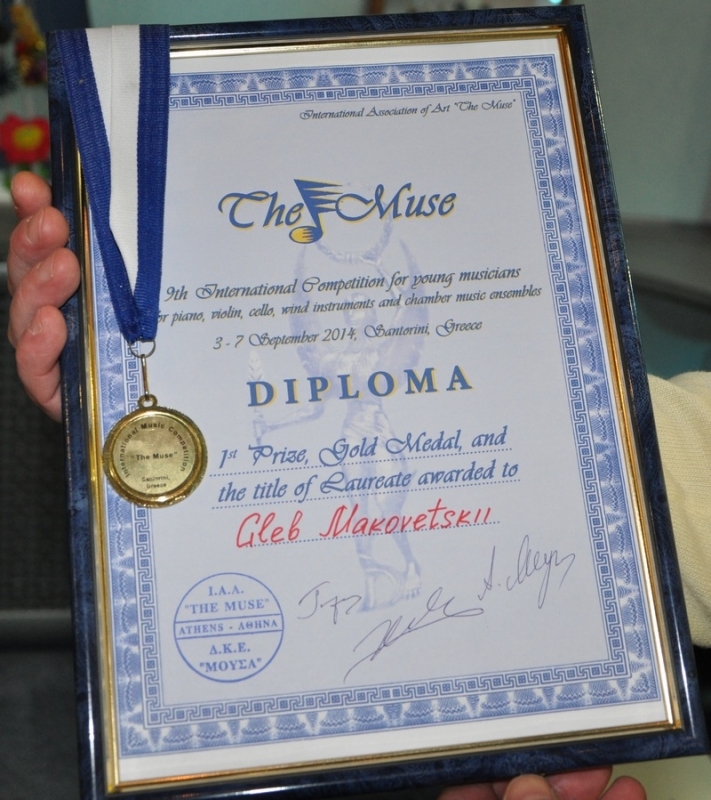 International Association of Art "The Muse"
The Muse
9th International Competition for young musicians
for piano, violin, cello, wind instruments and chamber music ensembles
3 - 7 September 2014, Santorini, Greece
DIPLOMA
1st Prize, Gold Medal, and
the title of Laureate awarded to
Gleb Makovetskii
International Music Competition
"The Muse"
Santorini,
Greece
I.A.A.
"THE MUSE"
ATHENS - ΑΘΗΝΑ
Δ.Κ.Ε.
"ΜΟΥΣΑ"